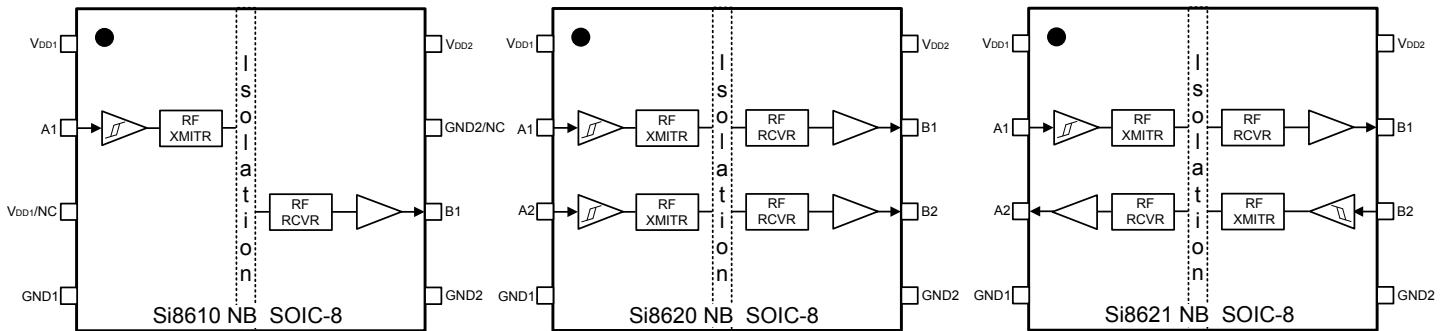 VDD1
A1
VDD1/NC
GND1
RF
XMITR
Isolation
RF
RCVR
VDD2
GND2/NC
B1
GND2
Si8610 NB SOIC-8
VDD1
A1
A2
GND1
RF
XMITR
RF
XMITR
Isolation
RF
RCVR
RF
RCVR
VDD2
B1
B2
GND2
Si8620 NB SOIC-8
VDD1
A1
A2
GND1
RF
XMITR
RF
RCVR
Isolation
RF
RCVR
RF
XMITR
VDD2
B1
B2
GND2
Si8621 NB SOIC-8